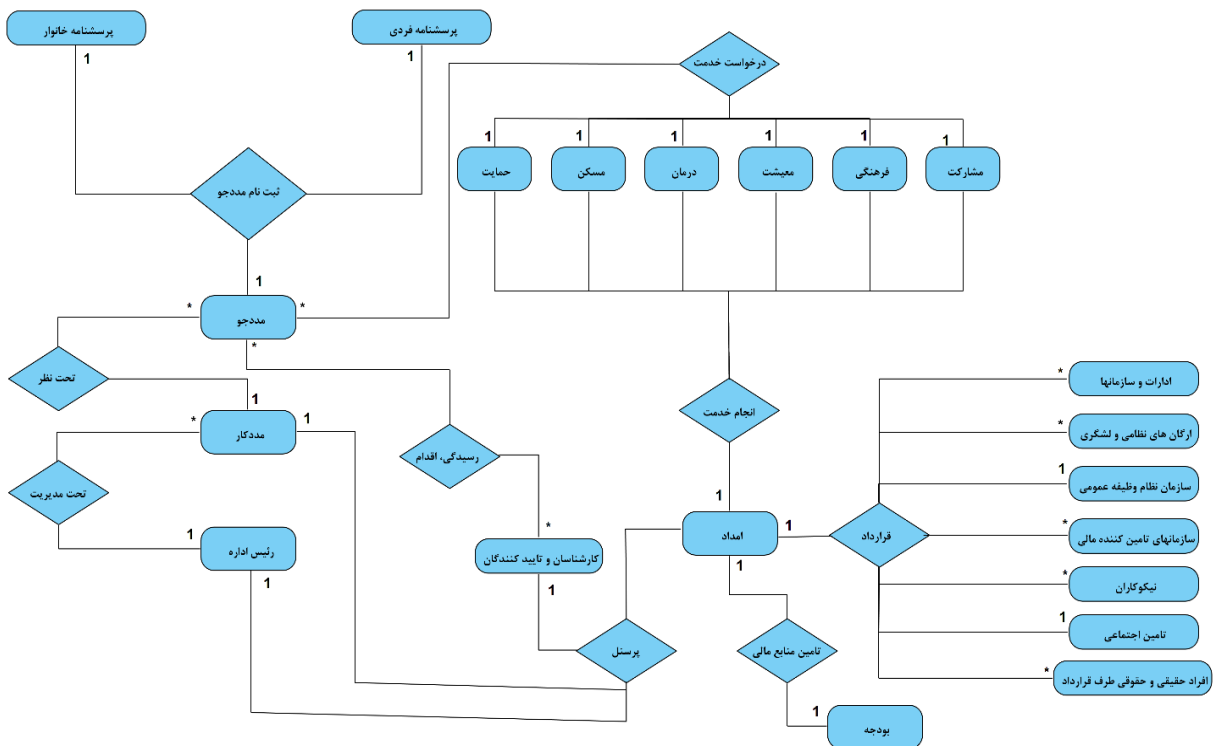 پرسشنامه خانوار
پرسشنامه فردی
1
1
درخواست خدمت
1
1
1
1
1
1
حمایت
مسکن
درمان
معیشت
فرهنگی
مشارکت
ثبت نام مددجو
1
*
*
مددجو
*
تحت نظر
1
*
1
مددکار
انجام خدمت
رسیدگی، اقدام
تحت مدیریت
*
ادارات و سازمانها
*
ارگان های نظامی و لشگری
1
سازمان نظام وظیفه عمومی
1
1
*
1
*
رئیس اداره
امداد
قرارداد
سازمانهای تامین کننده مالی
کارشناسان و تایید کنندگان
1
1
1
*
نیکوکاران
1
تامین اجتماعی
پرسنل
تامین منابع مالی
*
افراد حقیقی و حقوقی طرف قرارداد
1
بودجه